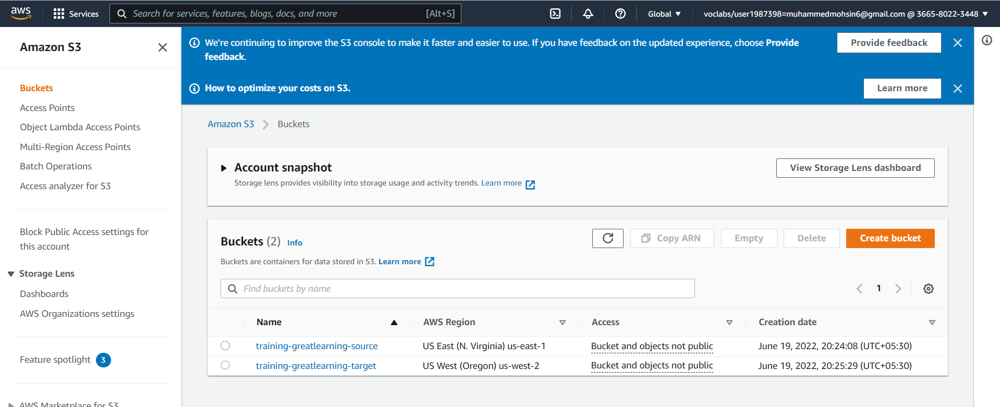 aws
Services
Search for services, features, blogs, docs, and more
[Alt+S]
Global
voclabs/user1987398=muhammedmohsin6@gmail.com @ 3665-8022-3448
Amazon S3
Buckets
Access Points
Object Lambda Access Points
Multi-Region Access Points
Batch Operations
Access analyzer for S3
Block Public Access settings for
this account
Storage Lens
Dashboards
AWS Organizations settings
Feature spotlight 3
AWS Marketplace for S3
We’re continuing to improve the S3 console to make it faster and easier to use. If you have feedback on the updated experience, choose Provide
feedback.
Provide feedback
How to optimize your costs on S3.
Learn more
Amazon S3
Buckets
Account snapshot
Storage lens provides visibility into storage usage and activity trends. Learn more
View Storage Lens dashboard
Buckets (2) Info
Buckets are containers for data stored in S3. Learn more
Copy ARN
Empty
Delete
Create bucket
Find buckets by name
1
Name AWS Region Access Creation date
training-greatlearning-source US East (N. Virginia) us-east-1 Bucket and objects not public June 19, 2022, 20:24:08 (UTC+05:30)
training-greatlearning-target US West (Oregon) us-west-2 Bucket and objects not public June 19, 2022, 20:25:29 (UTC+05:30)